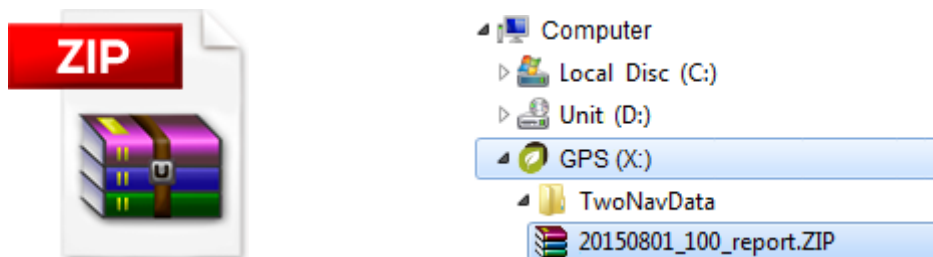 ZIP
Computer
Local Disc (C:)
Unit (D:)
GPS (X:)
TwoNavData
20150801_100_report.ZIP